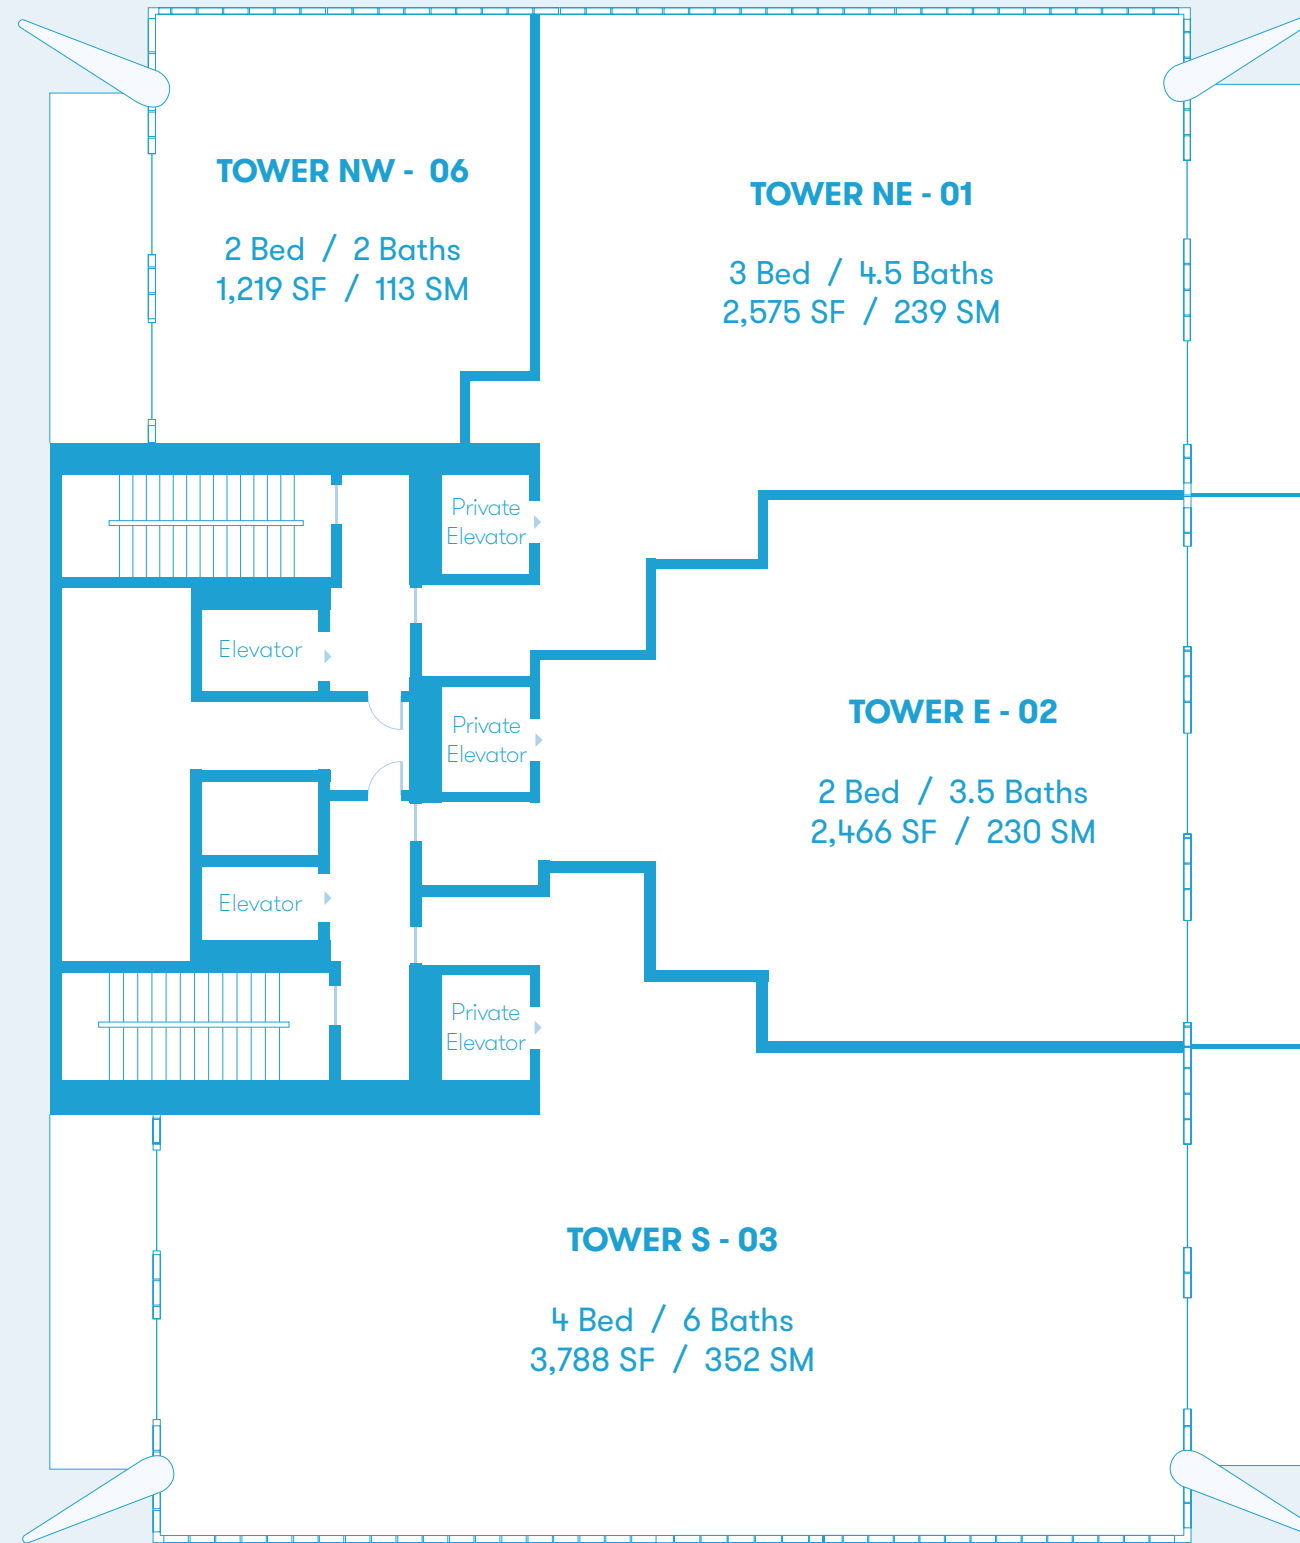 TOWER NW - 06
2 Bed / 2 Baths
1,219 SF / 113 SM
TOWER NE - 01
3 Bed / 4.5 Baths
2,575 SF / 239 SM
Private
Elevator
Elevator
Private
Elevator
TOWER E - 02
2 Bed / 3.5 Baths
2,466 SF / 230 SM
Elevator
Private
Elevator
TOWER S - 03
4 Bed / 6 Baths
3,788 SF / 352 SM